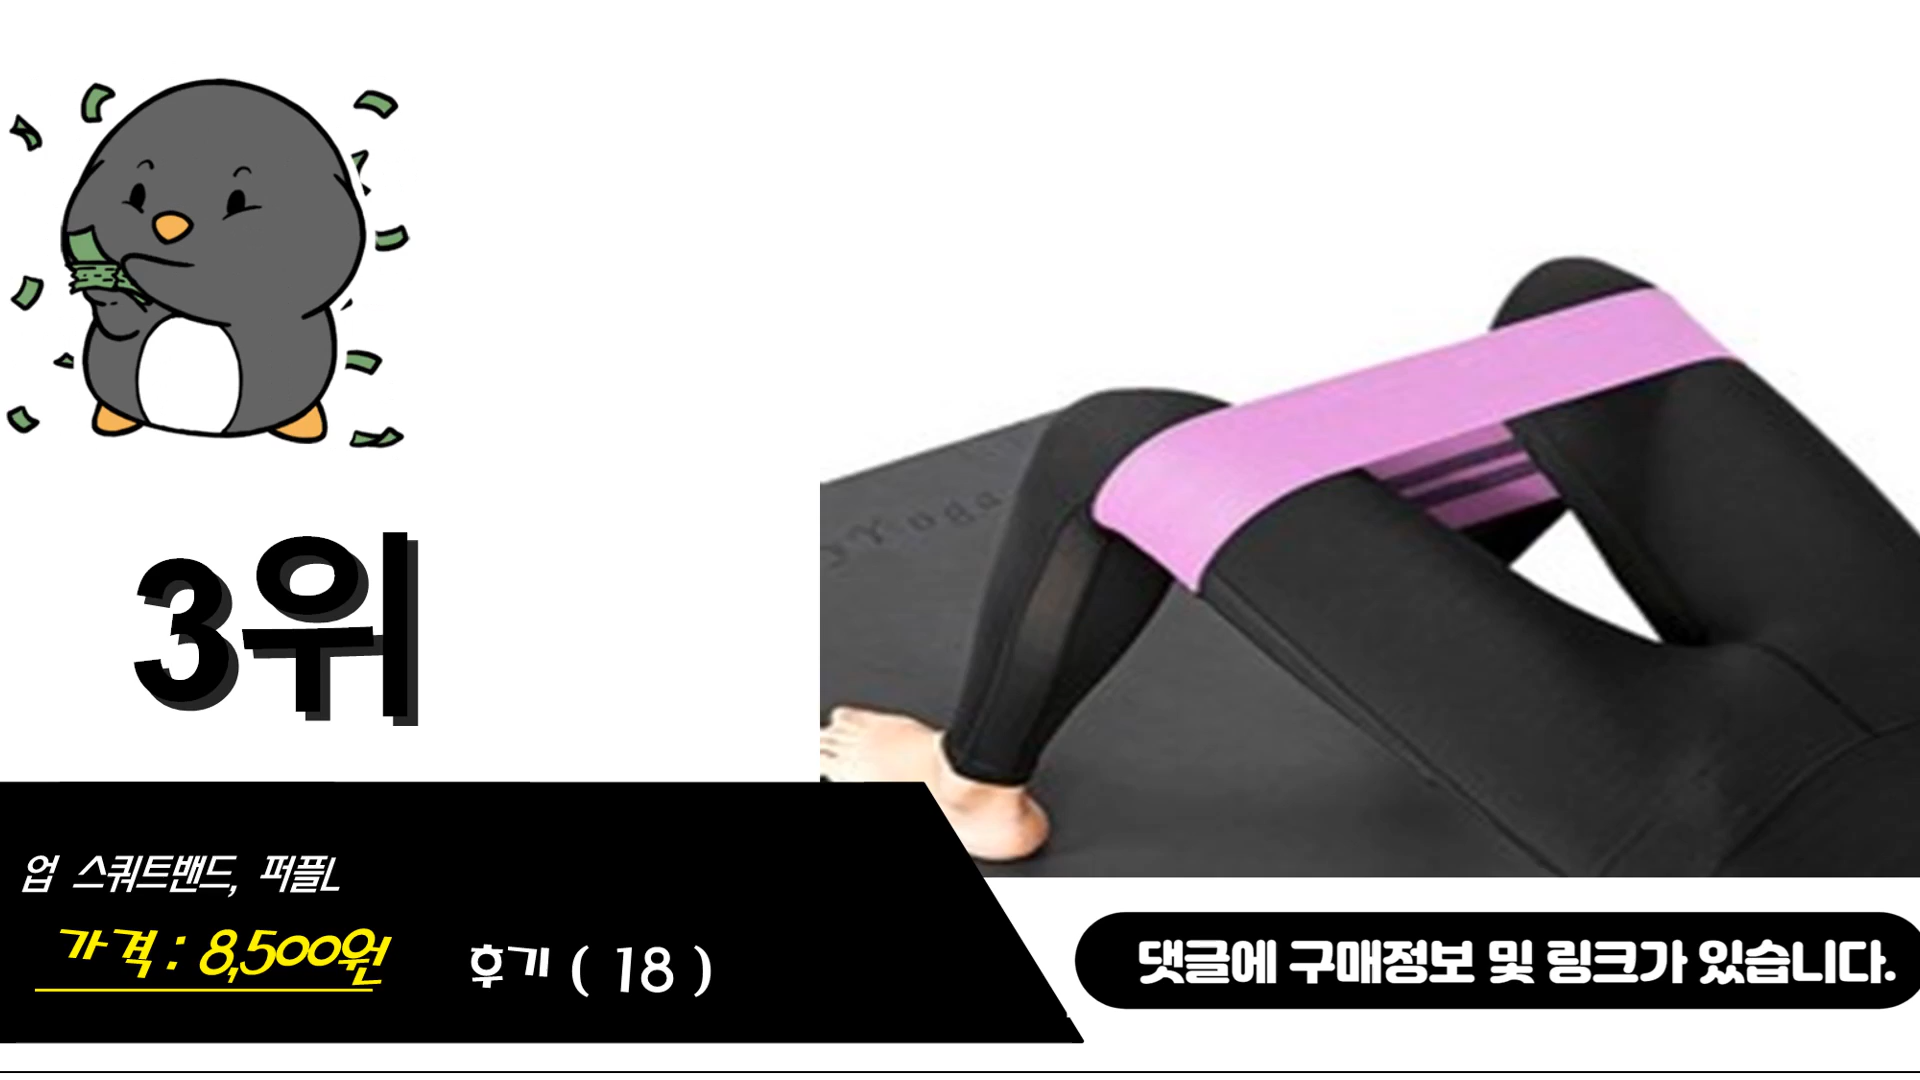 3위
업 스쿼트밴드, 퍼플L
가격 : 8,500원
후기 ( 18 )
댓글에 구매정보 및 링크가 있습니다.